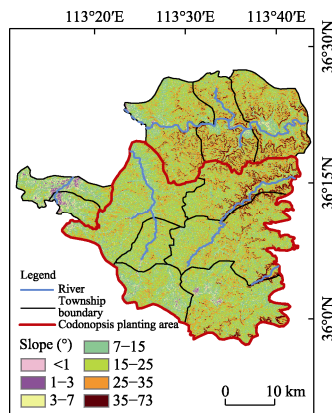 113°20′E 113°30′E 113°40′E
36°30′N
36°15′N
36°0′N
Legend
River
Township
boundary
Codonopsis planting area
Slope (°)
<1
1−3
3−7
7−15
15−25
25−35
35−73
0 10 km